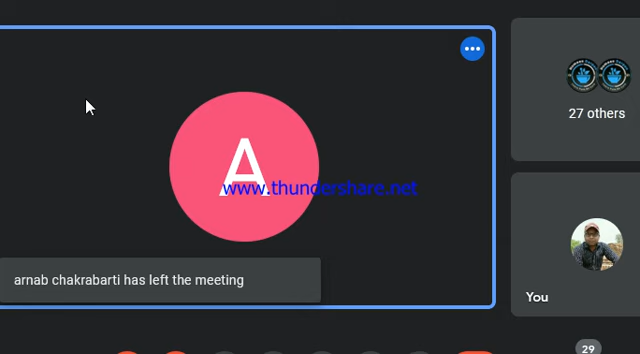 27 others
A
www.thundershare.net
arnab chakrabarti has left the meeting
You
29